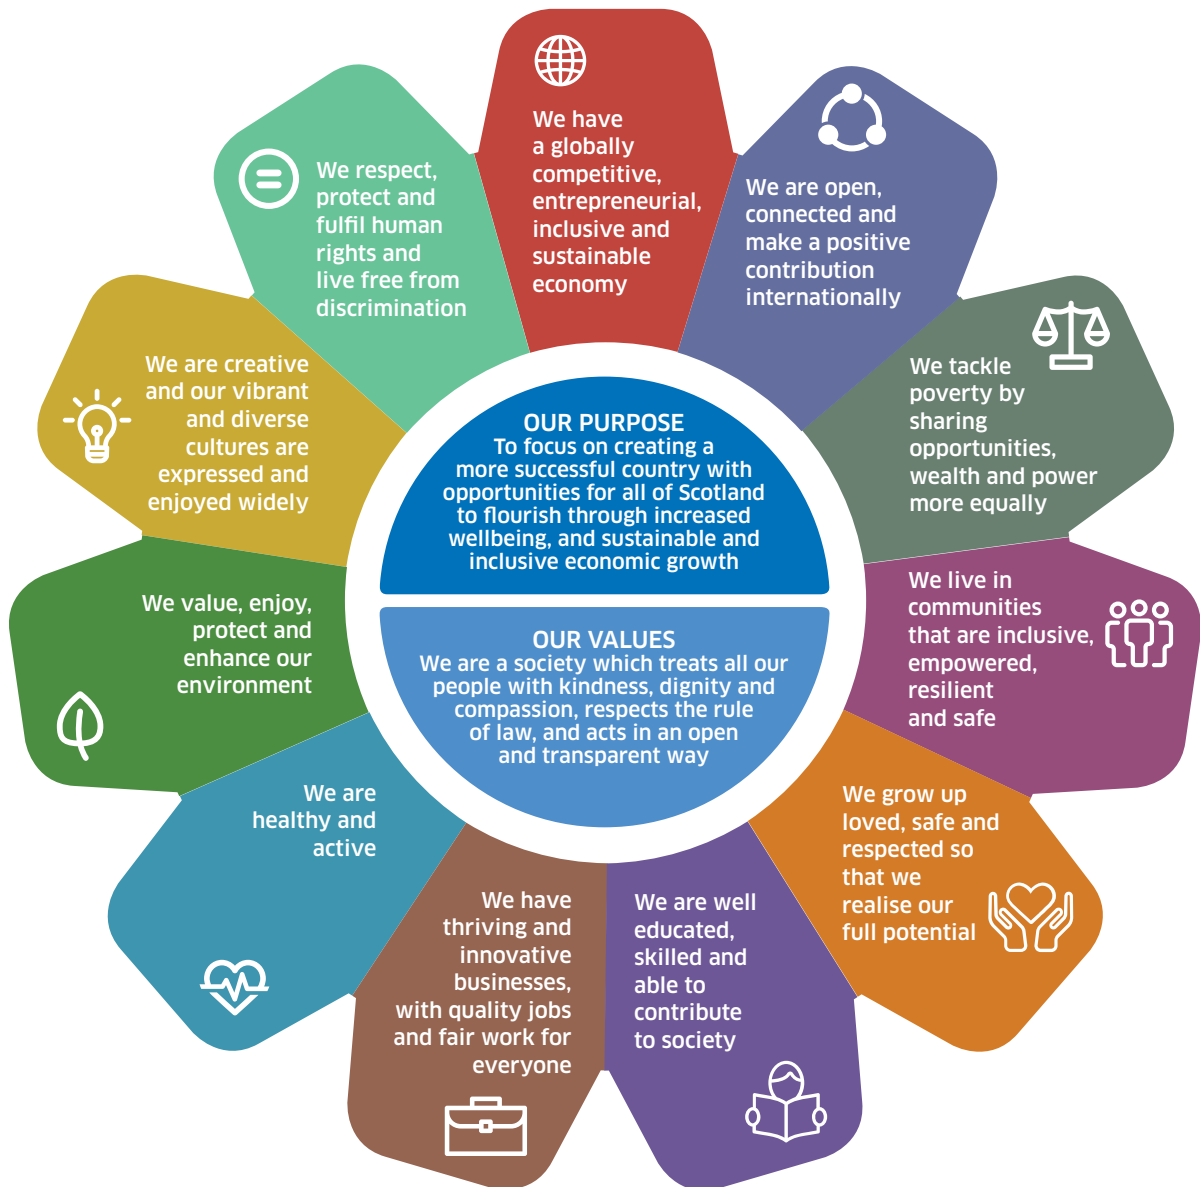 We have
a globally
competitive,
entrepreneurial,
inclusive and
sustainable
economy
We are open,
connected and
make a positive
contribution
internationally
We tackle
poverty by
sharing
opportunities,
wealth and power
more equally
We live in
communities
that are inclusive,
empowered,
resilient
and safe
We grow up
loved, safe and
respected so
that we
realise our
full potential
We are well
educated,
skilled and
able to
contribute
to society
We have
thriving and
innovative
businesses,
with quality jobs
and fair work for
everyone
We are
healthy and
active
We value, enjoy,
protect and
enhance our
environment
We are creative
and our vibrant
and diverse
cultures are
expressed and
enjoyed widely
We respect,
protect and
fulfil human
rights and
live free from
discrimination
OUR PURPOSE
To focus on creating a
more successful country with
opportunities for all of Scotland
to flourish through increased
wellbeing, and sustainable and
inclusive economic growth
OUR VALUES
We are a society which treats all our
people with kindness, dignity and
compassion, respects the rule
of law, and acts in an open
and transparent way